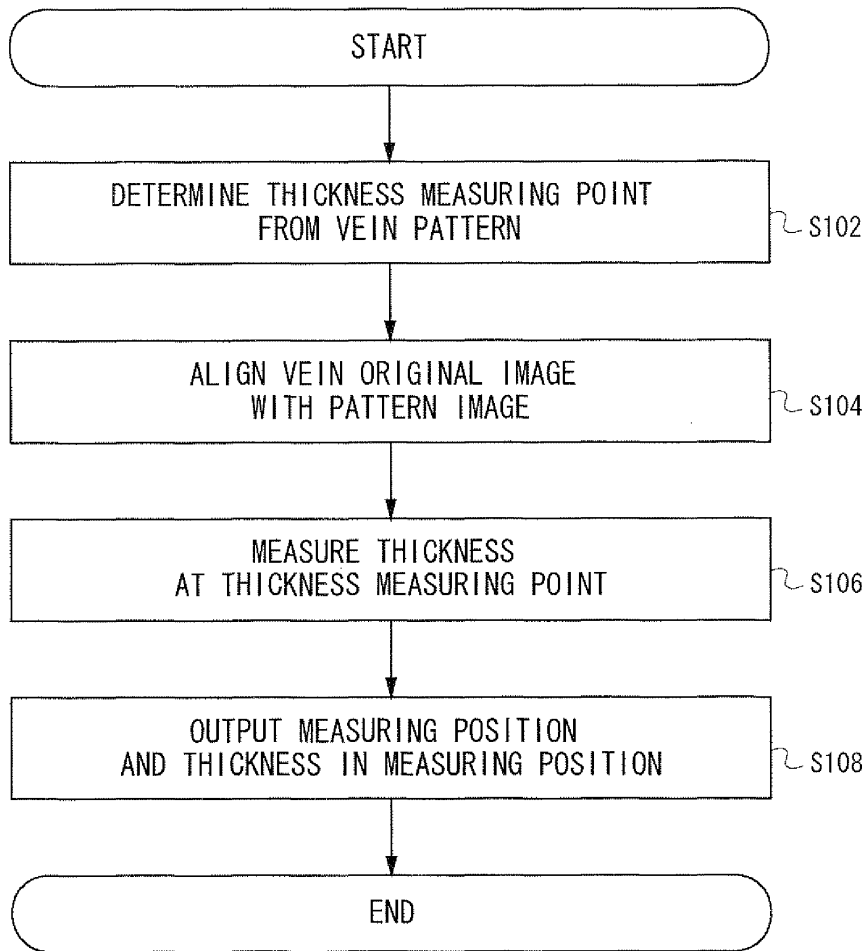 START
DETERMINE THICKNESS MEASURING POINT
FROM VEIN PATTERN
S102
ALIGN VEIN ORIGINAL IMAGE
WITH PATTERN IMAGE
S104
MEASURE THICKNESS
AT THICKNESS MEASURING POINT
S106
OUTPUT MEASURING POSITION
AND THICKNESS IN MEASURING POSITION
S108
END